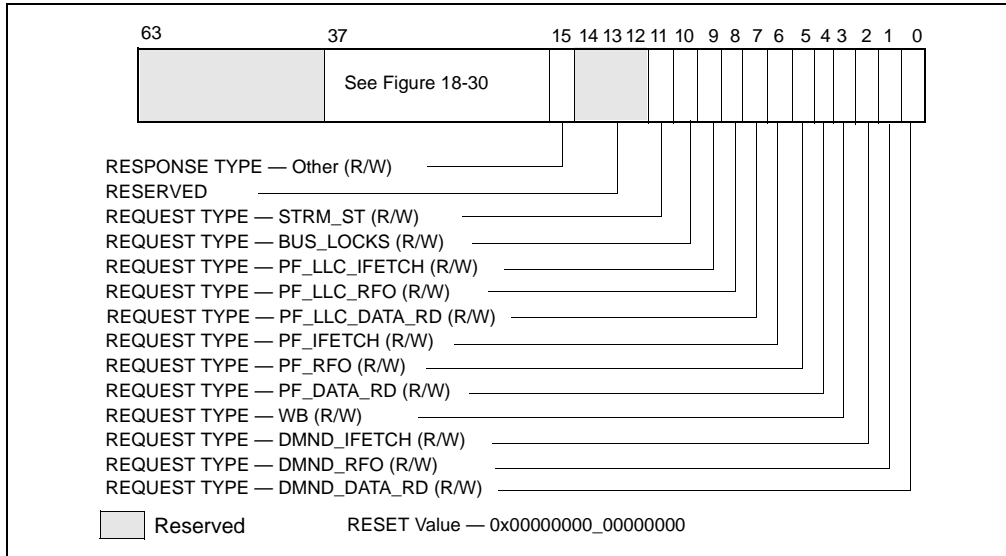 63 37 15 14 13 12 11 10 9 8 7 6 5 4 3 2 1 0
See Figure 18-30
RESPONSE TYPE — Other (R/W)
RESERVED
REQUEST TYPE — STRM_ST (R/W)
REQUEST TYPE — BUS_LOCKS (R/W)
REQUEST TYPE — PF_LLC_IFETCH (R/W)
REQUEST TYPE — PF_LLC_RFO (R/W)
REQUEST TYPE — PF_LLC_DATA_RD (R/W)
REQUEST TYPE — PF_IFETCH (R/W)
REQUEST TYPE — PF_RFO (R/W)
REQUEST TYPE — PF_DATA_RD (R/W)
REQUEST TYPE — WB (R/W)
REQUEST TYPE — DMND_IFETCH (R/W)
REQUEST TYPE — DMND_RFO (R/W)
REQUEST TYPE — DMND_DATA_RD (R/W)
Reserved RESET Value — 0x00000000_00000000